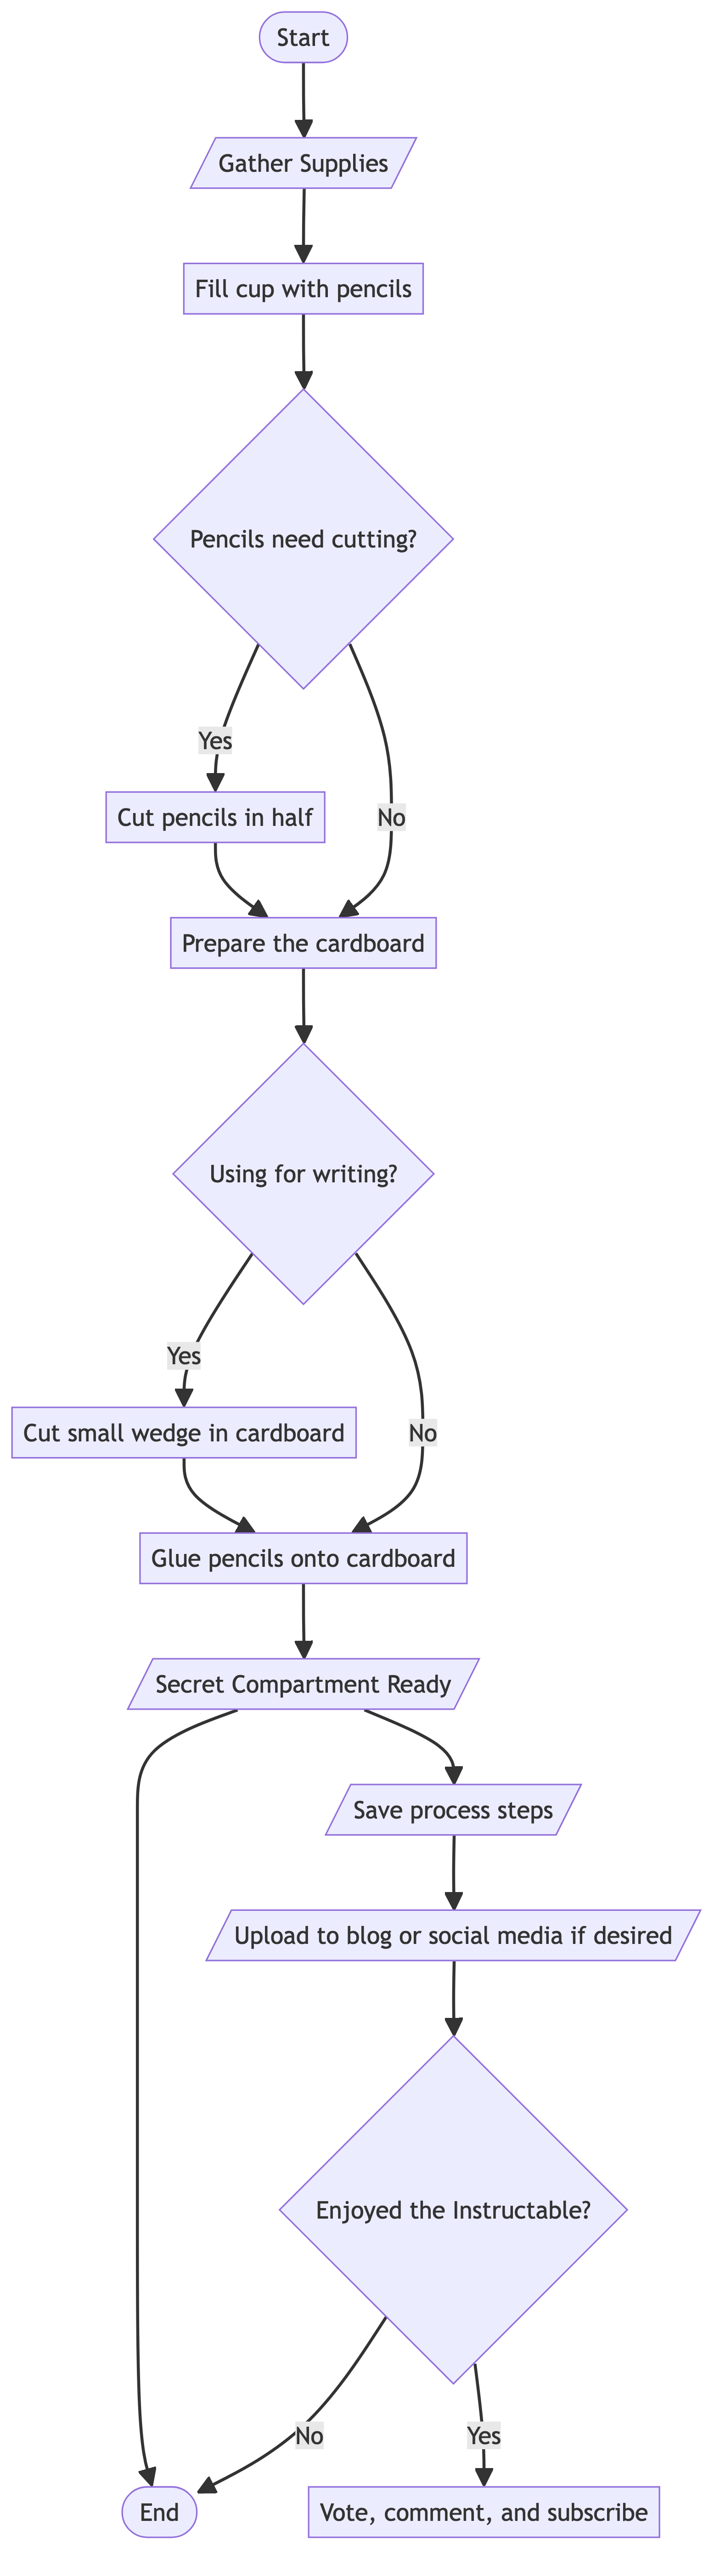 Start
Gather Supplies
Fill cup with pencils
Pencils need cutting?
Yes
Cut pencils in half
No
Prepare the cardboard
Using for writing?
Yes
Cut small wedge in cardboard
No
Glue pencils onto cardboard
Secret Compartment Ready
Save process steps
Upload to blog or social media if desired
Enjoyed the Instructable?
No
Yes
End
Vote, comment, and subscribe